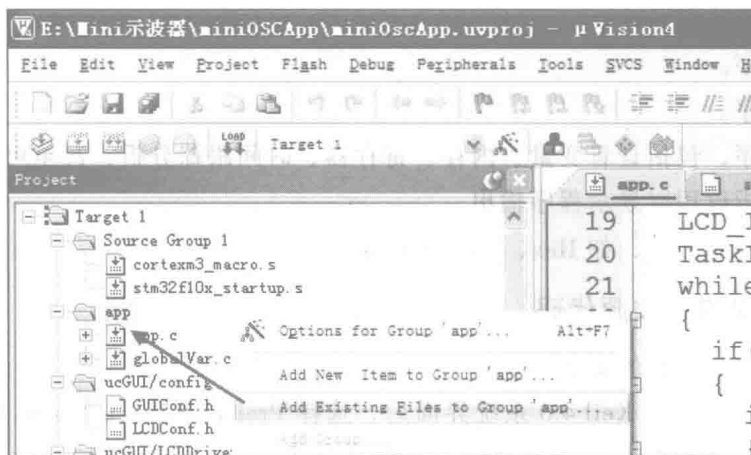 E:\Mini示波器\miniOSCApp\miniOscApp.uvproj - µVision4
File Edit View Project Flash Debug Peripherals Tools SVCS Window H
LOAD Target 1
Project
app.c
Target 1
Source Group 1
cortexm3_macro.s
stm32f10x_startup.s
app
app.c
globalVar.c
ucGUI/config
GUIConf.h
LCDConf.h
ucGUI/LCDDrive
Options for Group 'app'... Alt+F7
Add New Item to Group 'app'...
Add Existing Files to Group 'app'
Add Group...
19 LCD_
20 Task
21 while
{
if
{